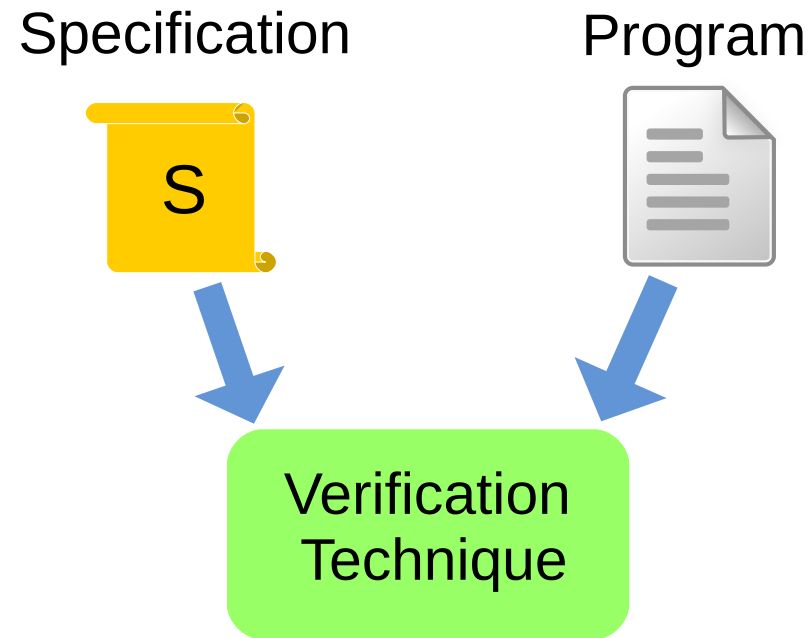 Specification
Program
S
Verification
Technique